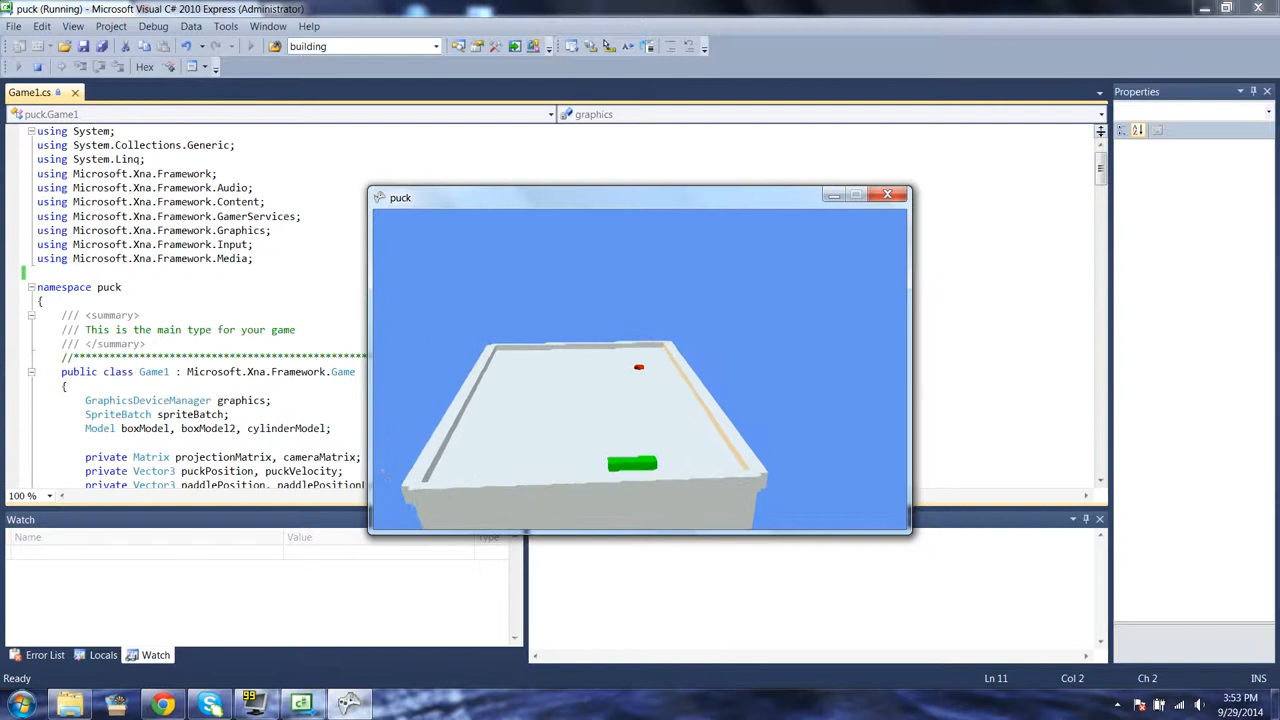 puck (Running) - Microsoft Visual C# 2010 Express (Administrator)
File Edit View Project Debug Data Tools Window Help
building
Hex
Game1.cs
puck.Game1 graphics
using System;
using System.Collections.Generic;
using System.Linq;
using Microsoft.Xna.Framework;
using Microsoft.Xna.Framework.Audio;
using Microsoft.Xna.Framework.Content;
using Microsoft.Xna.Framework.GamerServices;
using Microsoft.Xna.Framework.Graphics;
using Microsoft.Xna.Framework.Input;
using Microsoft.Xna.Framework.Media;
namespace puck
{
/// <summary>
/// This is the main type for your game
/// </summary>
public class Game1 : Microsoft.Xna.Framework.Game
{
GraphicsDeviceManager graphics;
SpriteBatch spriteBatch;
Model boxModel, boxModel2, cylinderModel;
private Matrix projectionMatrix, cameraMatrix;
private Vector3 puckPosition, puckVelocity;
private Vector3 paddlePosition,
100 %
Properties
puck
Watch
Name Value Type
Error List Locals Watch
Ready Ln 11 Col 2 Ch 2 INS
99
3:53 PM
9/29/2014